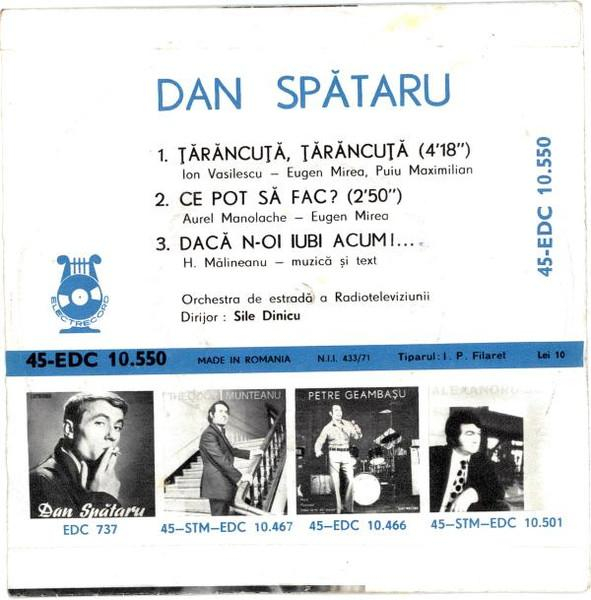 DAN SPĂTARU
1. ȚĂRĂNCUȚĂ, ȚĂRĂNCUȚĂ (4'18")
Ion Vasilescu — Eugen Mirea, Puiu Maximilian
2. CE POT SĂ FAC? (2'50")
Aurel Manolache — Eugen Mirea
3. DACĂ N-OI IUBI ACUM!...
H. Mălineanu — muzică și text
45-EDC 10.550
Orchestra de estradă a Radioteleviziunii
Dirijor : Sile Dinicu
ELECTRECORD
45-EDC 10.550 MADE IN ROMANIA N.I.I. 433/71 Tiparul: I. P. Filaret Lei 10
Dan Spătaru
EDC 737
MUNTEANU
45—STM—EDC 10.467
PETRE GEAMBAȘU
45—EDC 10.466
ALEXANDRU
45—STM—EDC 10.501